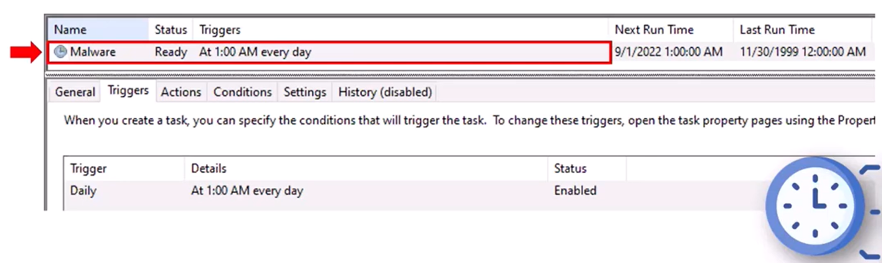 Name Status Triggers Next Run Time Last Run Time
Malware Ready At 1:00 AM every day 9/1/2022 1:00:00 AM 11/30/1999 12:00:00 AM
General Triggers Actions Conditions Settings History (disabled)
When you create a task, you can specify the conditions that will trigger the task. To change these triggers, open the task property pages using the Propert
Trigger Details Status
Daily At 1:00 AM every day Enabled